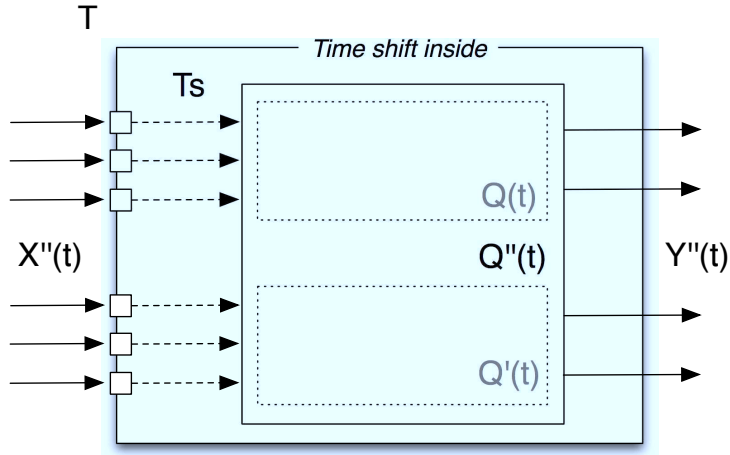 T
Time shift inside
Ts
Q(t)
X"(t)
Q"(t)
Y"(t)
Q'(t)